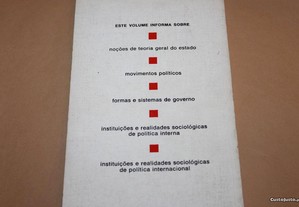 ESTE VOLUME INFORMA SOBRE
noções de teoria geral do estado
movimentos políticos
formas e sistemas de governo
instituições e realidades sociológicas
de política interna
instituições e realidades sociológicas
de política internacional